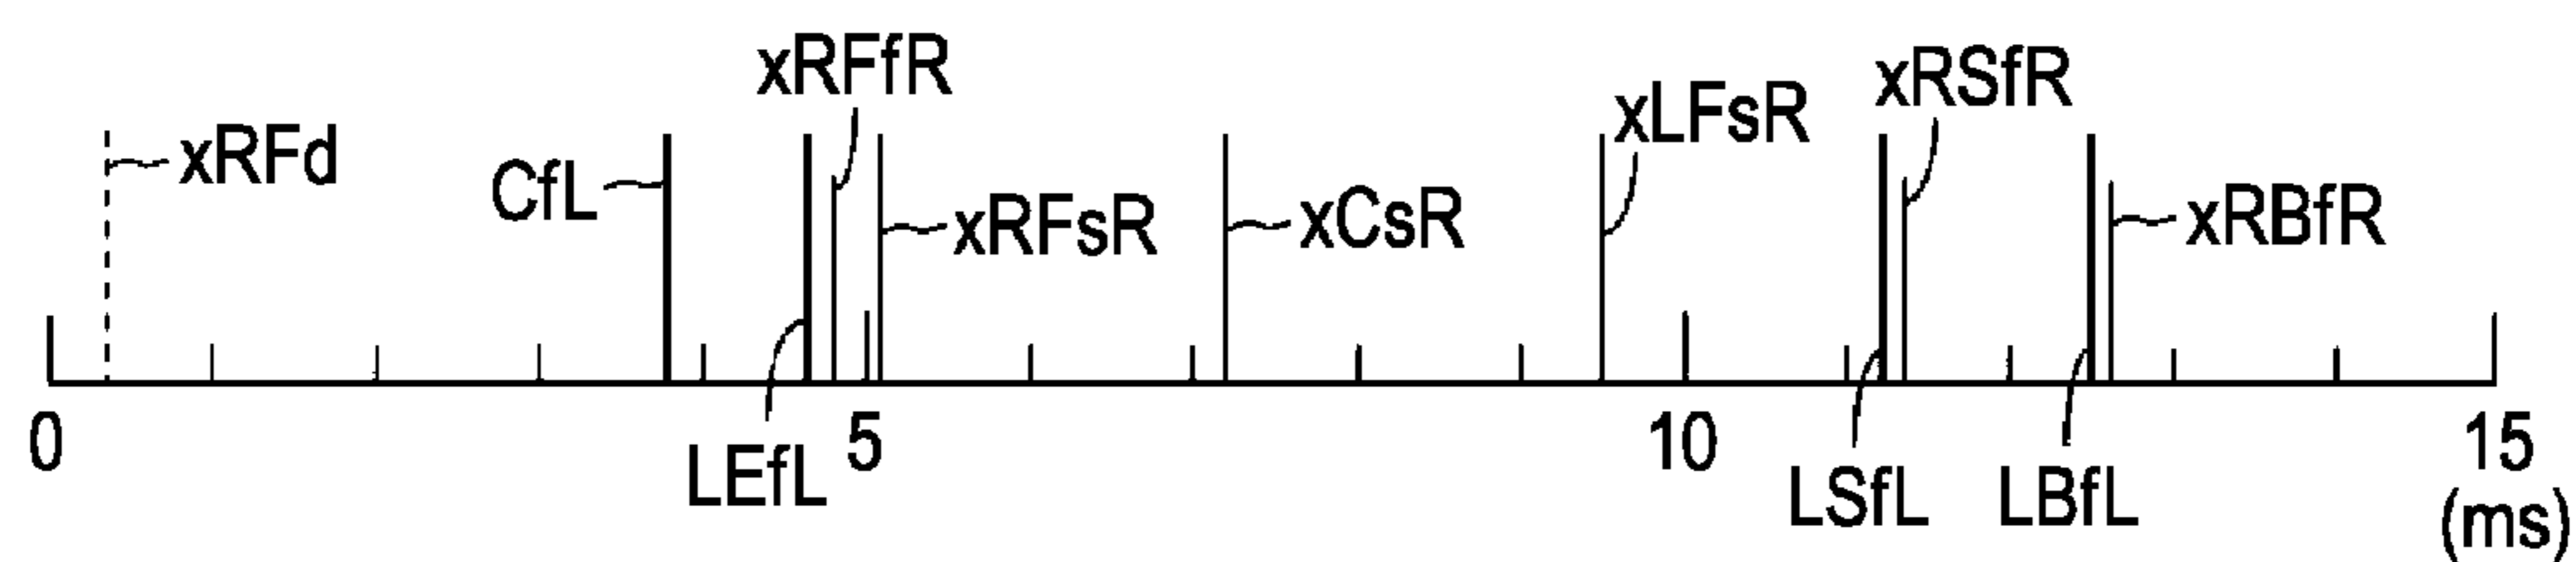 xRFd
CfL
xRFfR
xRFsR
xCsR
xLFsR
xRSfR
xRBfR
LEfL
LSfL
LBfL
0
5
10
15
(ms)